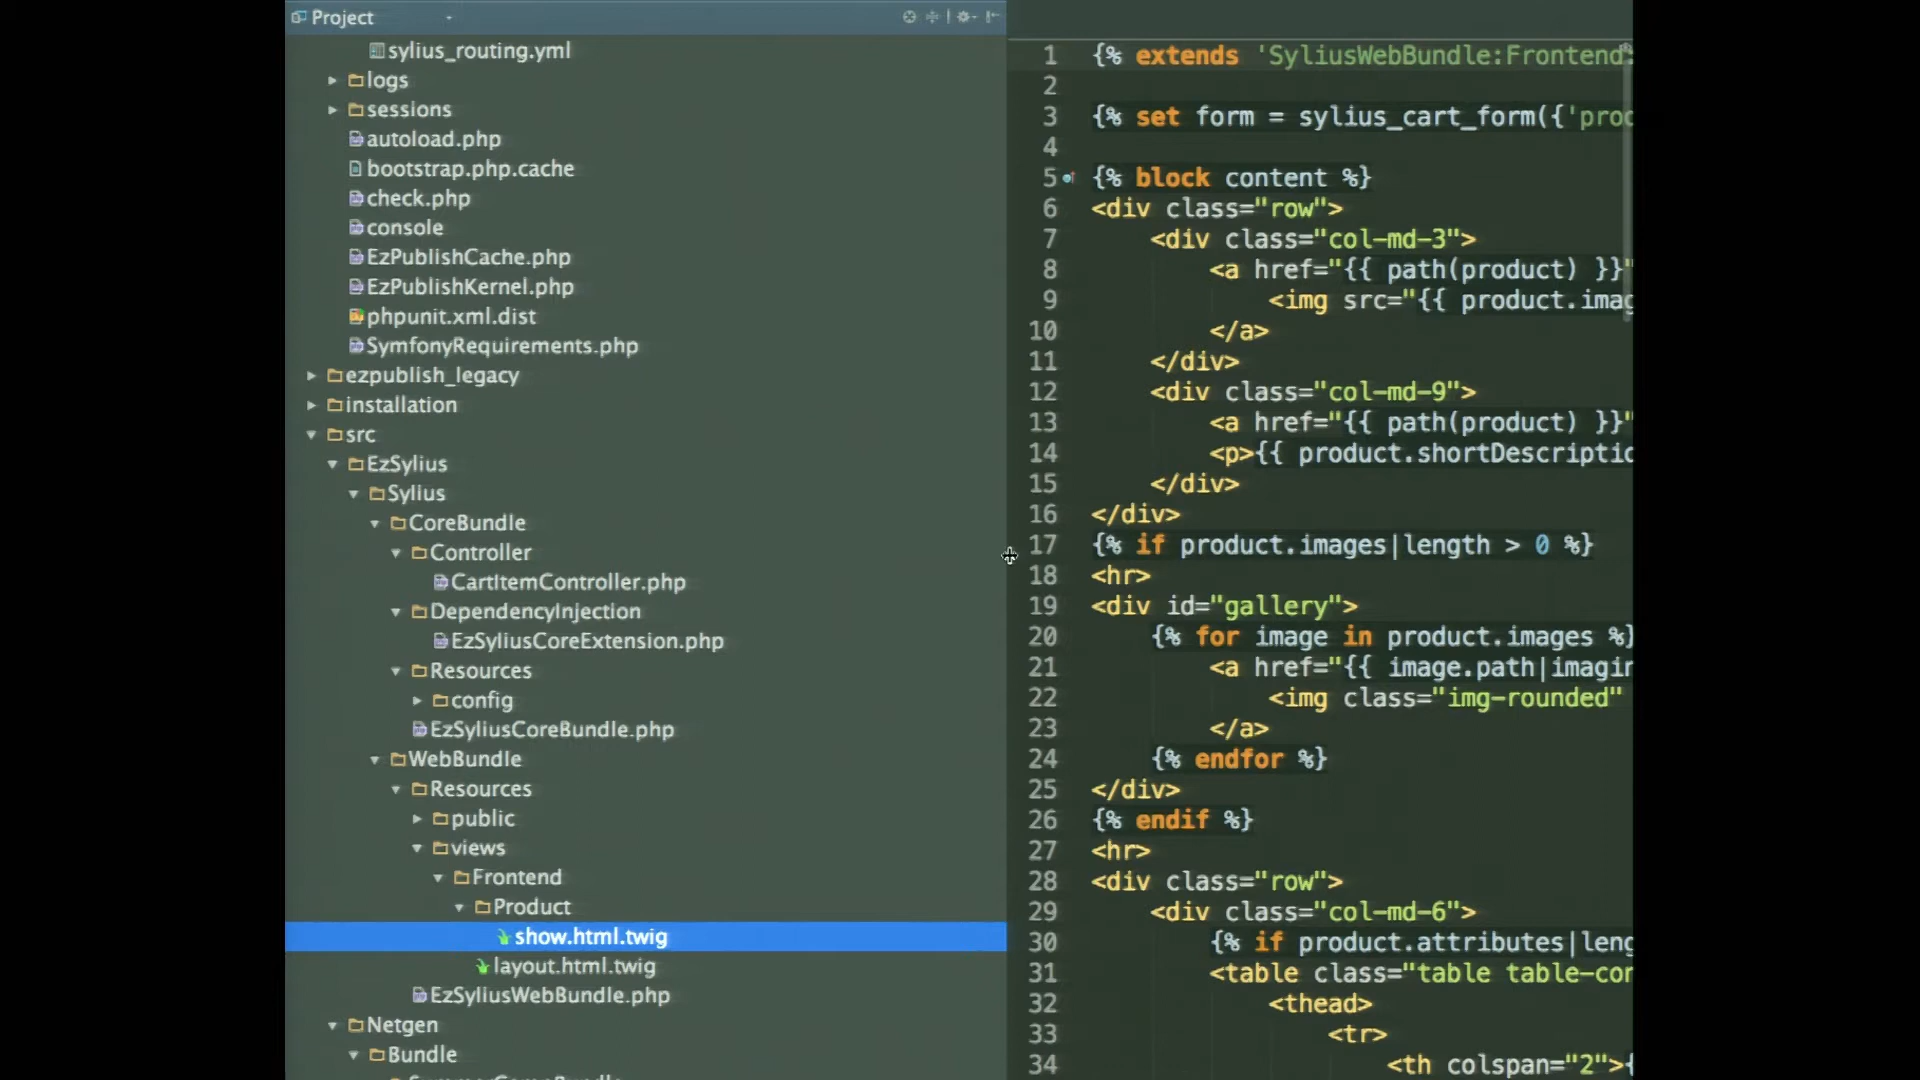 Project
sylius_routing.yml
logs
sessions
autoload.php
bootstrap.php.cache
check.php
console
EzPublishCache.php
EzPublishKernel.php
phpunit.xml.dist
SymfonyRequirements.php
ezpublish_legacy
installation
src
EzSylius
Sylius
CoreBundle
Controller
CartItemController.php
DependencyInjection
EzSyliusCoreExtension.php
Resources
config
EzSyliusCoreBundle.php
WebBundle
Resources
public
views
Frontend
Product
show.html.twig
layout.html.twig
EzSyliusWebBundle.php
Netgen
Bundle
1 {% extends 'SyliusWebBundle:Frontend:
2
3 {% set form = sylius_cart_form({'prod
4
5 {% block content %}
6 <div class="row">
7 <div class="col-md-3">
8 <a href="{{ path(product) }}"
9 <img src="{{ product.imag
10 </a>
11 </div>
12 <div class="col-md-9">
13 <a href="{{ path(product) }}"
14 <p>{{ product.shortDescriptio
15 </div>
16 </div>
17 {% if product.images|length > 0 %}
18 <hr>
19 <div id="gallery">
20 {% for image in product.images %}
21 <a href="{{ image.path|imagin
22 <img class="img-rounded"
23 </a>
24 {% endfor %}
25 </div>
26 {% endif %}
27 <hr>
28 <div class="row">
29 <div class="col-md-6">
30 {% if product.attributes|leng
31 <table class="table table-con
32 <thead>
33 <tr>
34 <th colspan="2">{